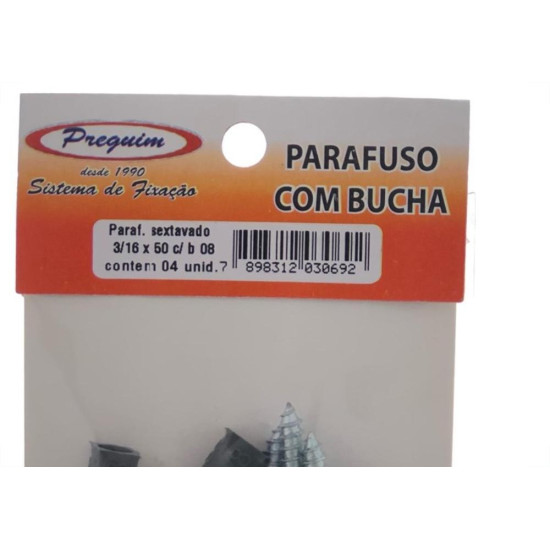 Preguim
desde 1990
Sistema de Fixação
PARAFUSO
COM BUCHA
Paraf. sextavado
3/16 x 50 c/ b 08
contem 04 unid.
7 898312 030692